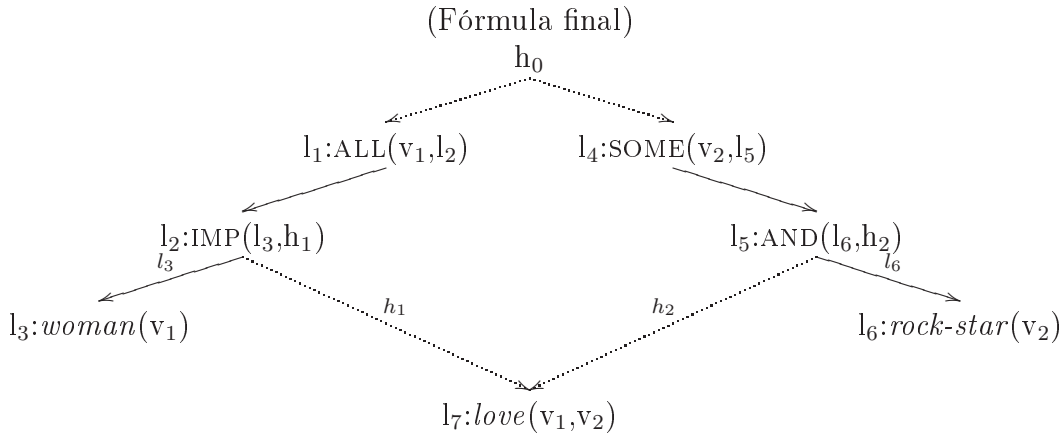 (Fórmula final)
h₀
l₁:ALL(v₁,l₂) l₄:SOME(v₂,l₅)
l₂:IMP(l₃,h₁) l₅:AND(l₆,h₂)
l₃ l₆
h₁ h₂
l₃:woman(v₁) l₆:rock-star(v₂)
l₇:love(v₁,v₂)